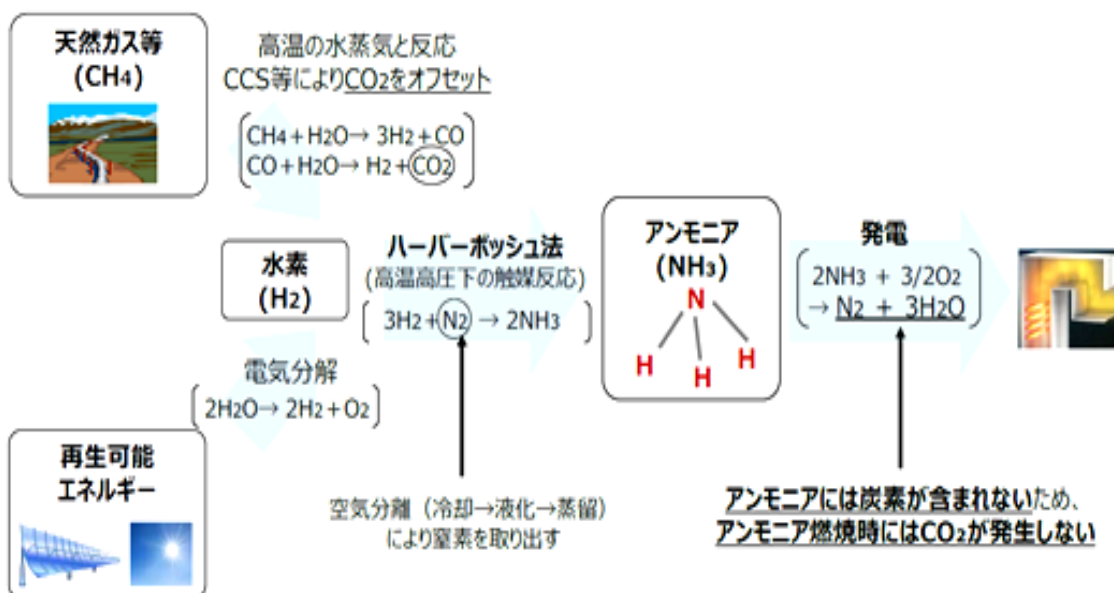 天然ガス等
(CH4)
高温の水蒸気と反応
CCS等によりCO2をオフセット
CH4+H2O→ 3H2+CO
CO+H2O→ H2+CO2
水素
(H2)
ハーバーボッシュ法
(高温高圧下の触媒反応)
3H2+N2 → 2NH3
アンモニア
(NH3)
N
H
H
H
発電
2NH3 + 3/2O2
→ N2 + 3H2O
電気分解
2H2O→ 2H2+O2
再生可能
エネルギー
空気分離（冷却→液化→蒸留）
により窒素を取り出す
アンモニアには炭素が含まれないため、
アンモニア燃焼時にはCO2が発生しない